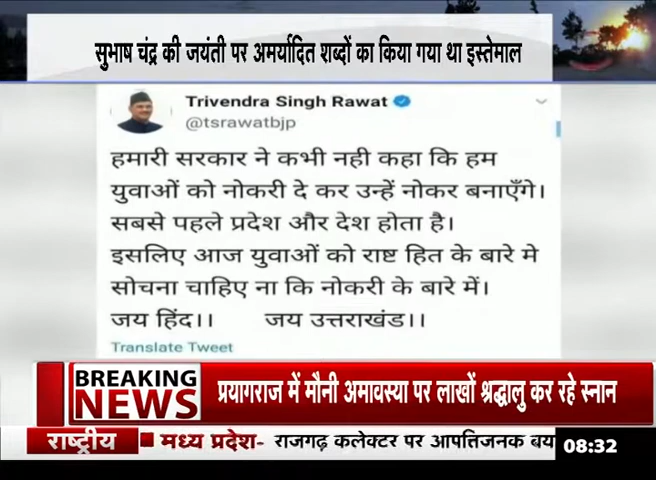 सुभाष चंद्र की जयंती पर अमर्यादित शब्दों का किया गया था इस्तेमाल
Trivendra Singh Rawat
@tsrawatbjp
हमारी सरकार ने कभी नही कहा कि हम
युवाओं को नोकरी दे कर उन्हें नोकर बनाएँगे।
सबसे पहले प्रदेश और देश होता है।
इसलिए आज युवाओं को राष्ट हित के बारे मे
सोचना चाहिए ना कि नोकरी के बारे में।
जय हिंद।। जय उत्तराखंड।।
Translate Tweet
BREAKING NEWS
प्रयागराज में मौनी अमावस्या पर लाखों श्रद्धालु कर रहे स्नान
राष्ट्रीय
मध्य प्रदेश- राजगढ़ कलेक्टर पर आपत्तिजनक बय
08:32